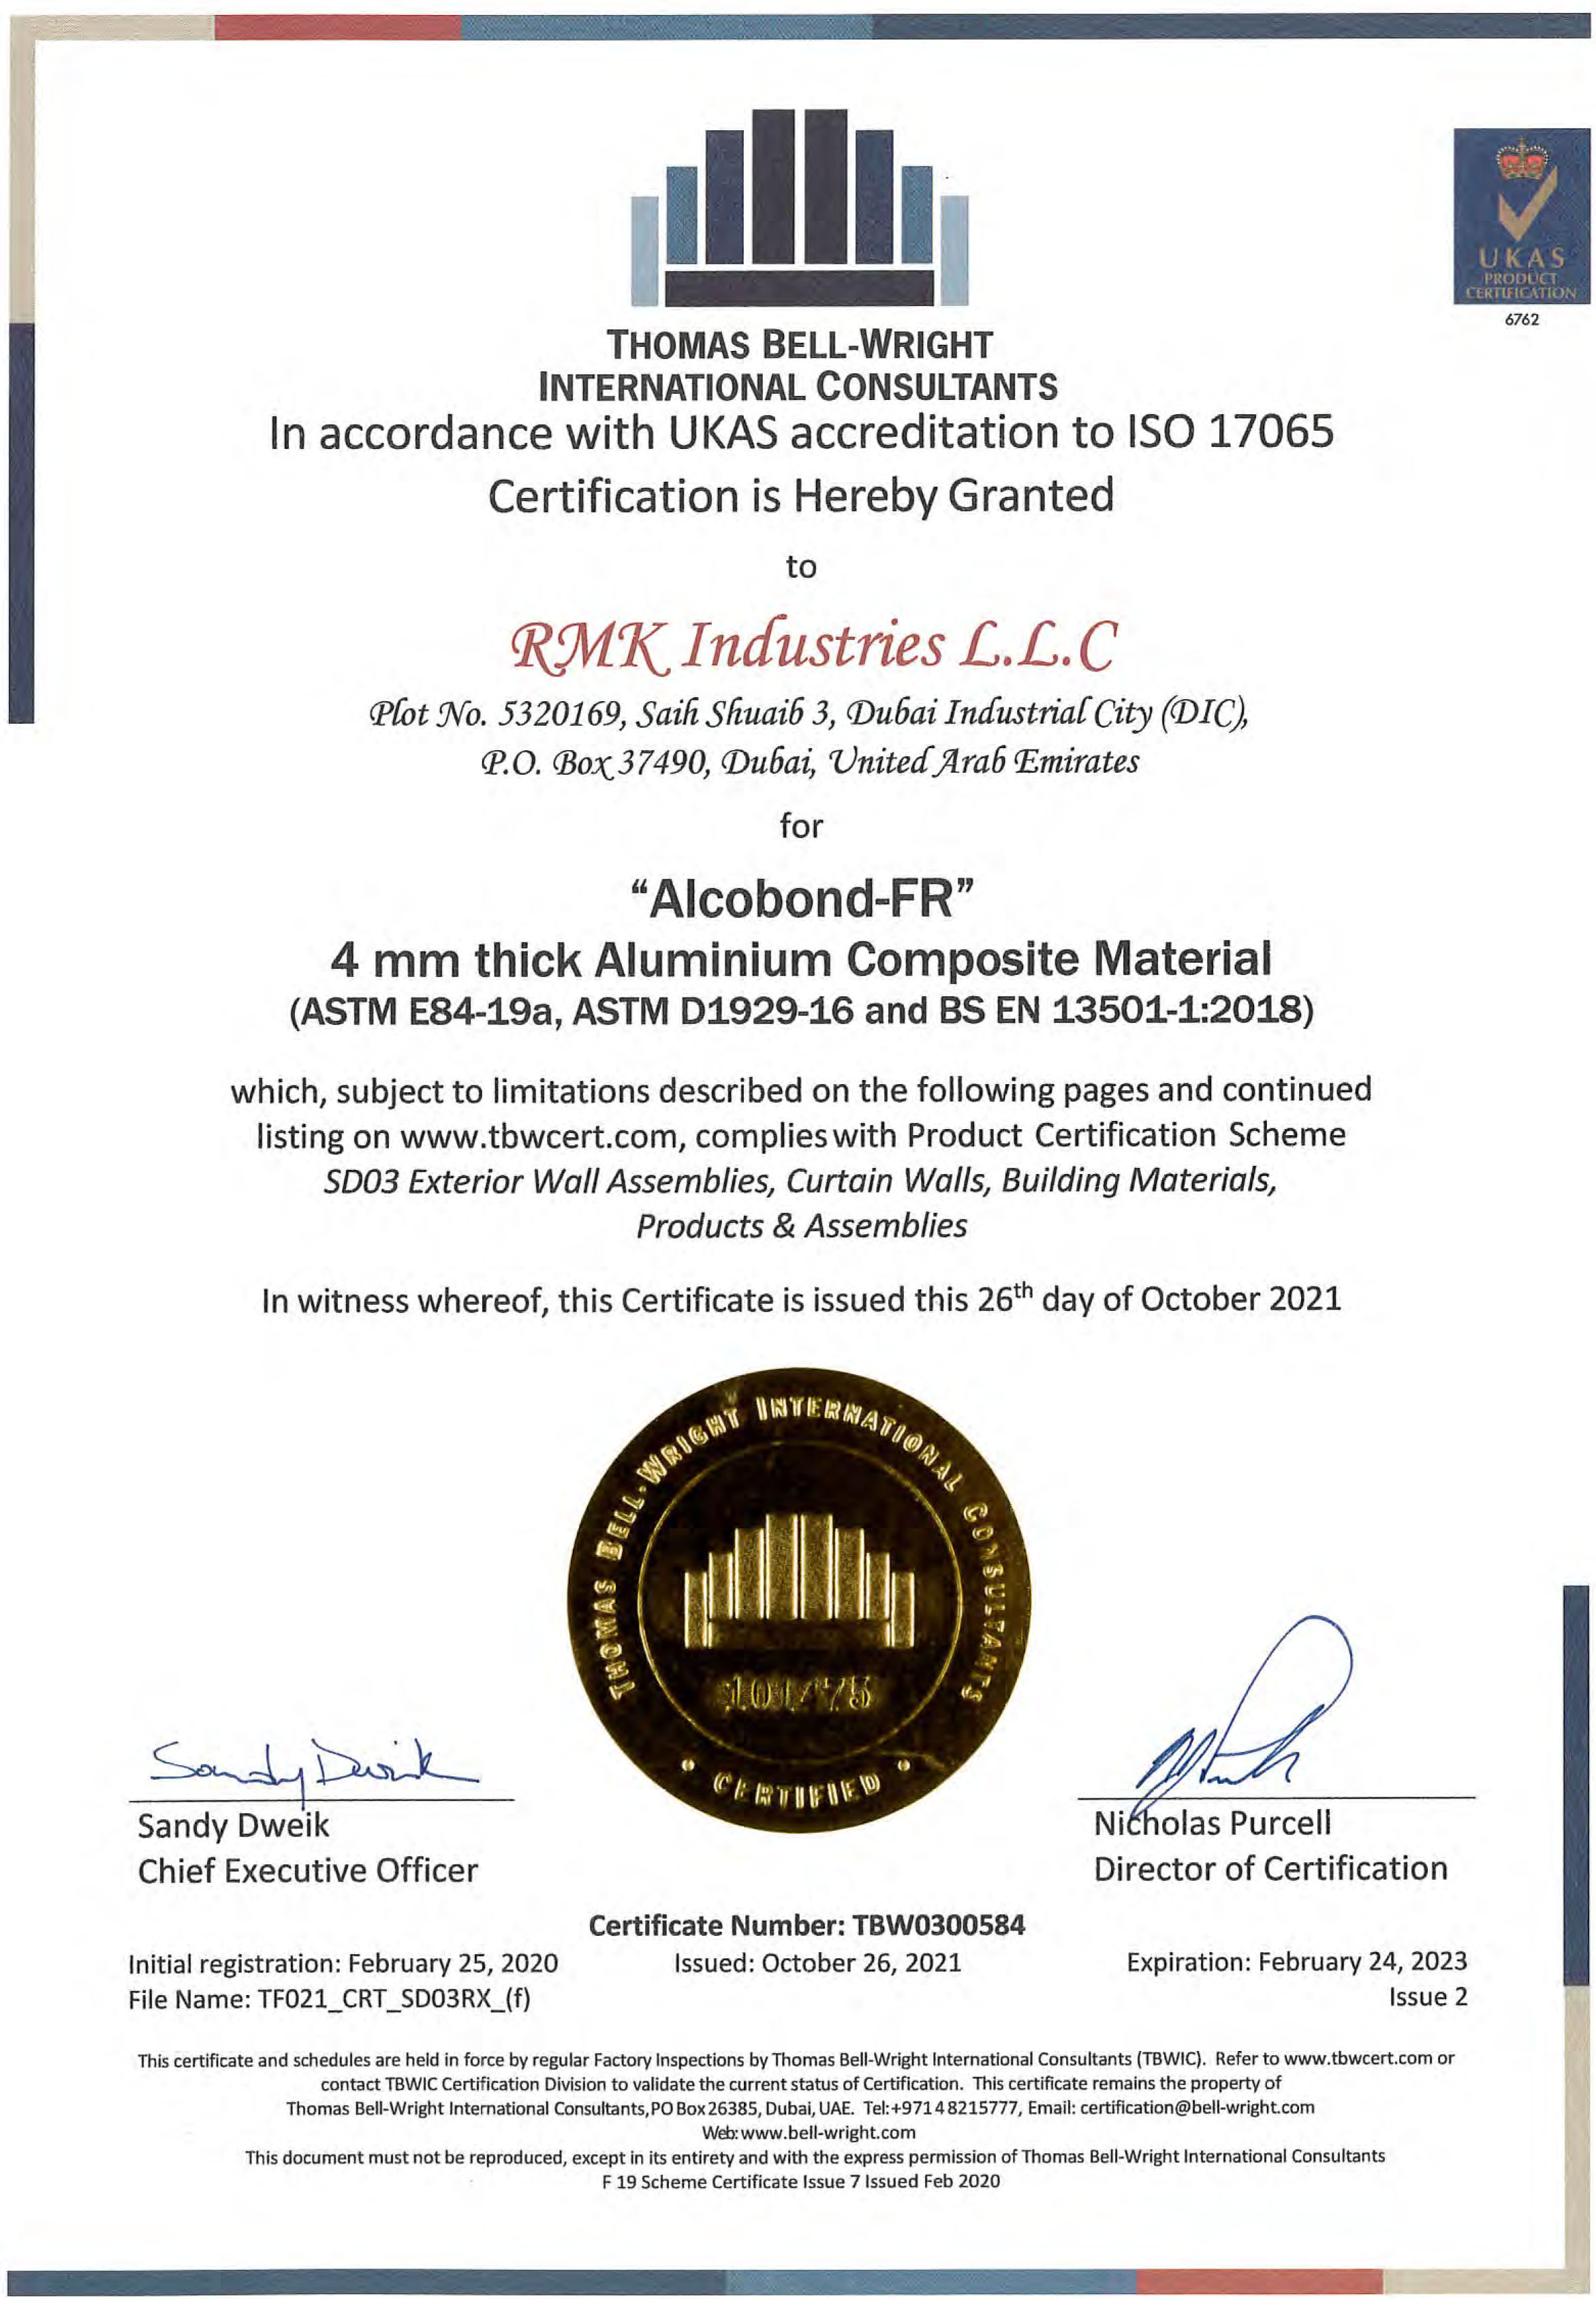 THOMAS BELL-WRIGHT
INTERNATIONAL CONSULTANTS
UKAS
PRODUCT
CERTIFICATION
6762
In accordance with UKAS accreditation to ISO 17065
Certification is Hereby Granted
to
RMK Industries L.L.C
Plot No. 5320169, Saih Shuaib 3, Dubai Industrial City (DIC),
P.O. Box 37490, Dubai, United Arab Emirates
for
“Alcobond-FR”
4 mm thick Aluminium Composite Material
(ASTM E84-19a, ASTM D1929-16 and BS EN 13501-1:2018)
which, subject to limitations described on the following pages and continued
listing on www.tbwcert.com, complies with Product Certification Scheme
SD03 Exterior Wall Assemblies, Curtain Walls, Building Materials,
Products & Assemblies
In witness whereof, this Certificate is issued this 26th day of October 2021
THOMAS BELL-WRIGHT INTERNATIONAL CONSULTANTS
CERTIFIED
Sandy Dweik
Sandy Dweik
Chief Executive Officer
Nicholas Purcell
Director of Certification
Certificate Number: TBW0300584
Initial registration: February 25, 2020
Issued: October 26, 2021
Expiration: February 24, 2023
File Name: TF021_CRT_SD03RX_(f)
Issue 2
This certificate and schedules are held in force by regular Factory Inspections by Thomas Bell-Wright International Consultants (TBWIC). Refer to www.tbwcert.com or
contact TBWIC Certification Division to validate the current status of Certification. This certificate remains the property of
Thomas Bell-Wright International Consultants, PO Box 26385, Dubai, UAE. Tel:+971 4 8215777, Email: certification@bell-wright.com
Web: www.bell-wright.com
This document must not be reproduced, except in its entirety and with the express permission of Thomas Bell-Wright International Consultants
F 19 Scheme Certificate Issue 7 Issued Feb 2020